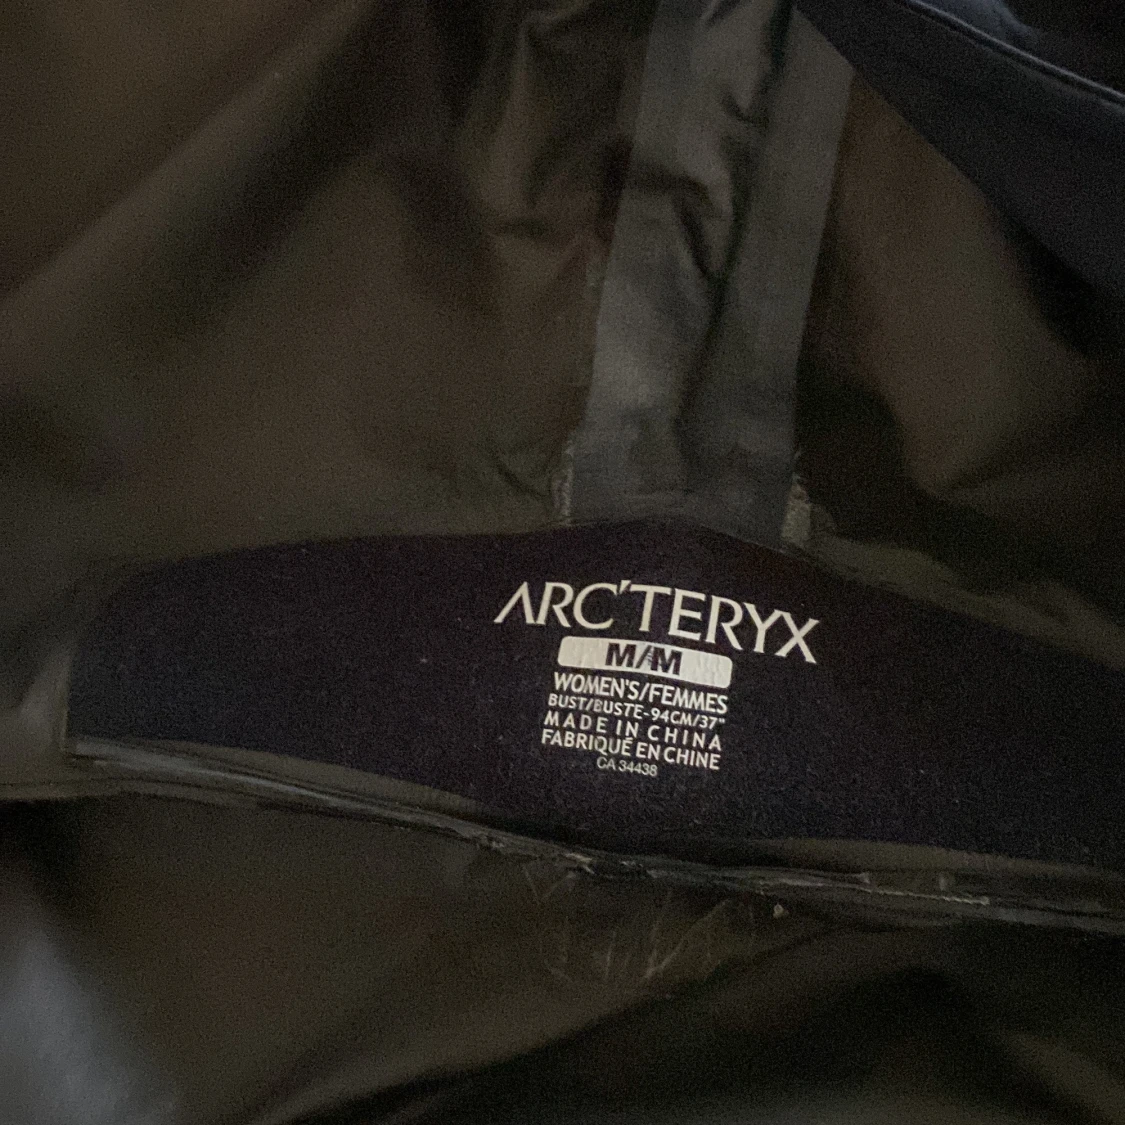 ARC'TERYX
M/M
WOMEN'S/FEMMES
BUST/BUSTE-94CM/37"
MADE IN CHINA
FABRIQUÉ EN CHINE
CA 34438